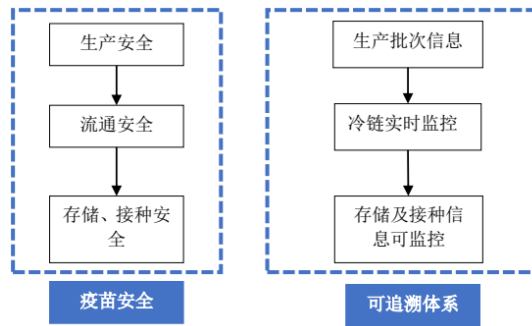 生产安全
流通安全
存储、接种安
全
疫苗安全
生产批次信息
冷链实时监控
存储及接种信
息可监控
可追溯体系